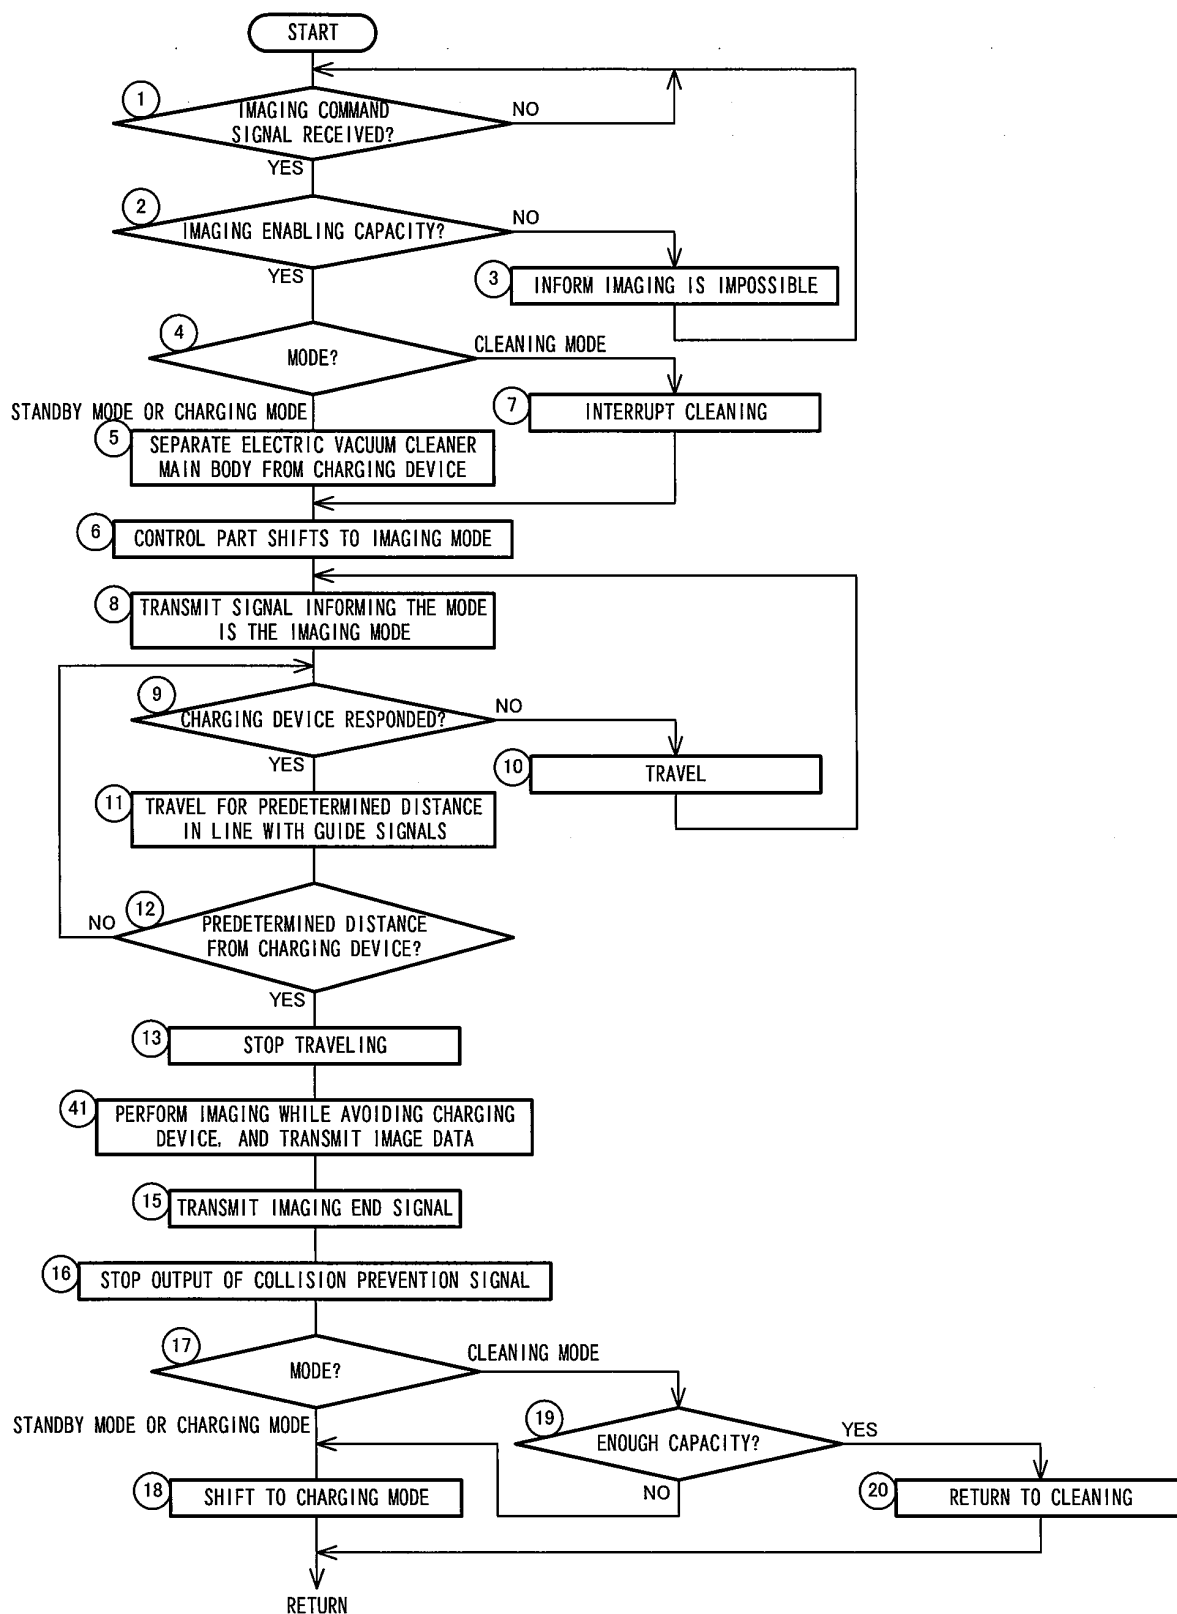 START
1
IMAGING COMMAND
SIGNAL RECEIVED?
NO
YES
2
IMAGING ENABLING CAPACITY?
NO
YES
3
INFORM IMAGING IS IMPOSSIBLE
4
MODE?
CLEANING MODE
STANDBY MODE OR CHARGING MODE
7
INTERRUPT CLEANING
5
SEPARATE ELECTRIC VACUUM CLEANER
MAIN BODY FROM CHARGING DEVICE
6
CONTROL PART SHIFTS TO IMAGING MODE
8
TRANSMIT SIGNAL INFORMING THE MODE
IS THE IMAGING MODE
9
CHARGING DEVICE RESPONDED?
NO
YES
10
TRAVEL
11
TRAVEL FOR PREDETERMINED DISTANCE
IN LINE WITH GUIDE SIGNALS
12
NO
PREDETERMINED DISTANCE
FROM CHARGING DEVICE?
YES
13
STOP TRAVELING
41
PERFORM IMAGING WHILE AVOIDING CHARGING
DEVICE, AND TRANSMIT IMAGE DATA
15
TRANSMIT IMAGING END SIGNAL
16
STOP OUTPUT OF COLLISION PREVENTION SIGNAL
17
MODE?
CLEANING MODE
STANDBY MODE OR CHARGING MODE
19
ENOUGH CAPACITY?
YES
NO
18
SHIFT TO CHARGING MODE
20
RETURN TO CLEANING
RETURN